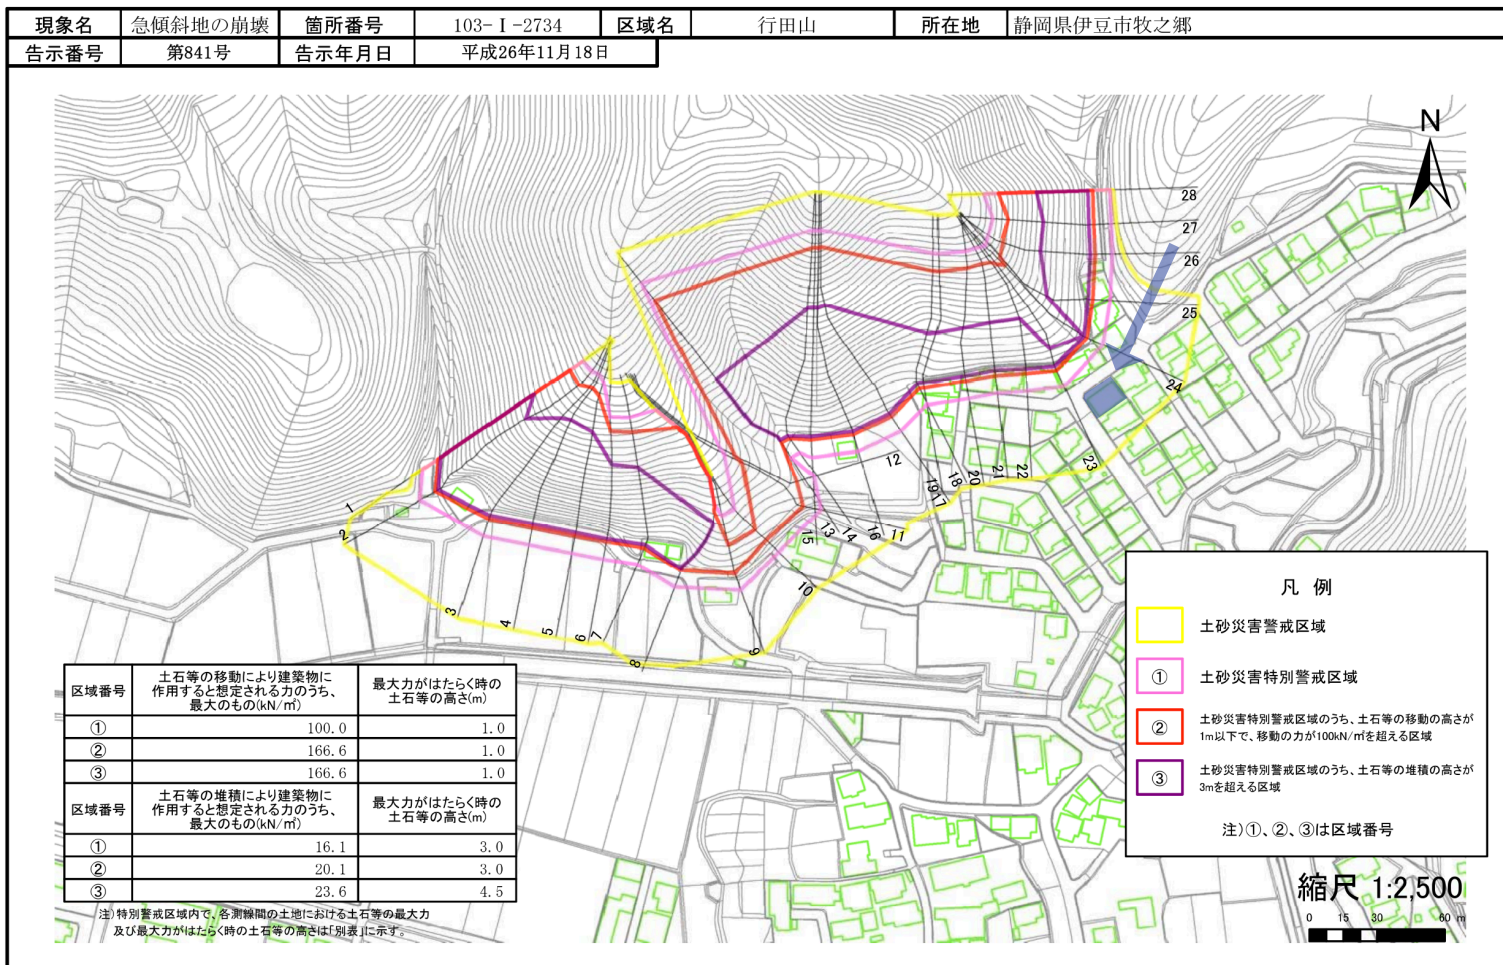 現象名 急傾斜地の崩壊 箇所番号 103-Ⅰ-2734 区域名 行田山 所在地 静岡県伊豆市牧之郷
告示番号 第841号 告示年月日 平成26年11月18日
N
28
27
26
25
24
23
22
21
20
18
17
19
12
11
16
14
13
15
10
9
8
7
6
5
4
3
2
1
凡 例
土砂災害警戒区域
① 土砂災害特別警戒区域
② 土砂災害特別警戒区域のうち、土石等の移動の高さが
1m以下で、移動の力が100kN/㎡を超える区域
③ 土砂災害特別警戒区域のうち、土石等の堆積の高さが
3mを超える区域
注)①、②、③は区域番号
区域番号 土石等の移動により建築物に
作用すると想定される力のうち、
最大のもの(kN/㎡)
最大力がはたらく時の
土石等の高さ(m)
① 100.0 1.0
② 166.6 1.0
③ 166.6 1.0
区域番号 土石等の堆積により建築物に
作用すると想定される力のうち、
最大のもの(kN/㎡)
最大力がはたらく時の
土石等の高さ(m)
① 16.1 3.0
② 20.1 3.0
③ 23.6 4.5
注)特別警戒区域内で、各測線間の土地における土石等の最大力
及び最大力がはたらく時の土石等の高さは「別表」に示す。
縮尺 1:2,500
0 15 30 60 m